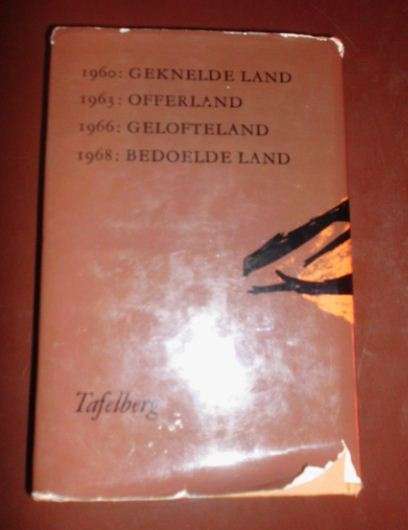 1960: GEKNELDE LAND
1963: OFFERLAND
1966: GELOFTELAND
1968: BEDOELDE LAND
Tafelberg